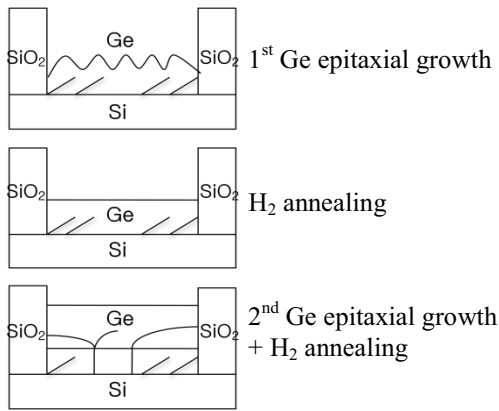 Ge
SiO₂ SiO₂ 1ˢᵗ Ge epitaxial growth
Si
SiO₂ SiO₂ H₂ annealing
Ge
Si
2ⁿᵈ Ge epitaxial growth
Ge
SiO₂ SiO₂ + H₂ annealing
Si